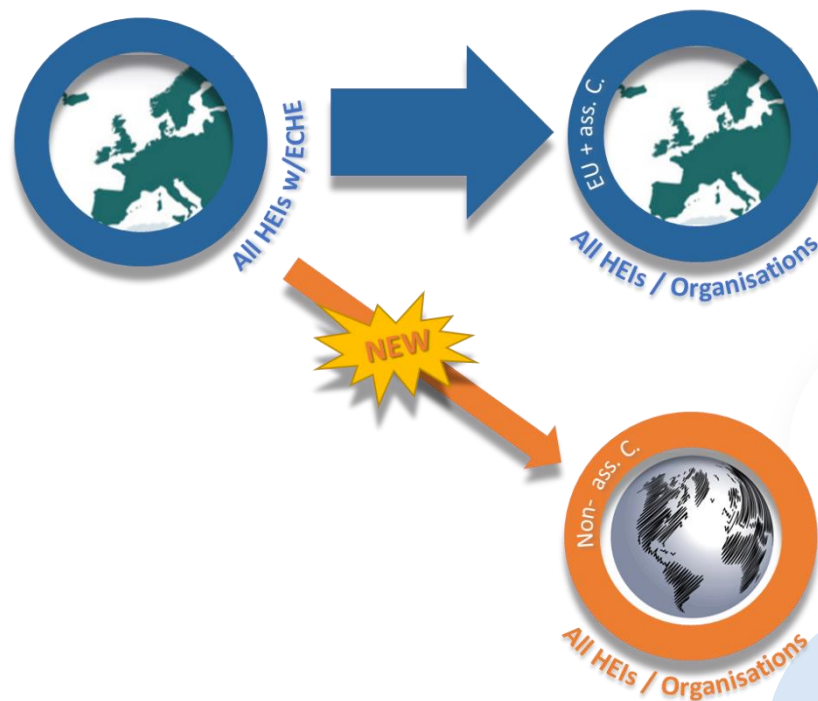 All HEIs w/ECHE
EU + ass. C.
All HEIs / Organisations
NEW
Non- ass. C.
All HEIs / Organisations